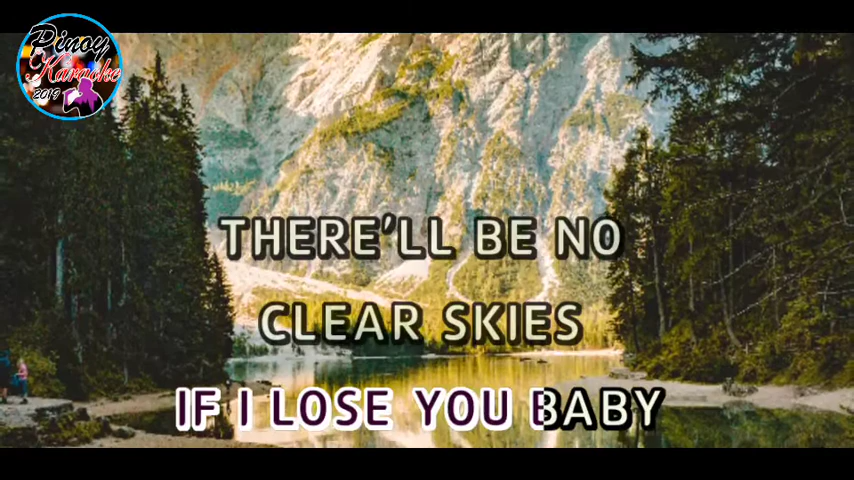 Pinoy
Karaoke
2019
THERE'LL BE NO
CLEAR SKIES
IF I LOSE YOU BABY